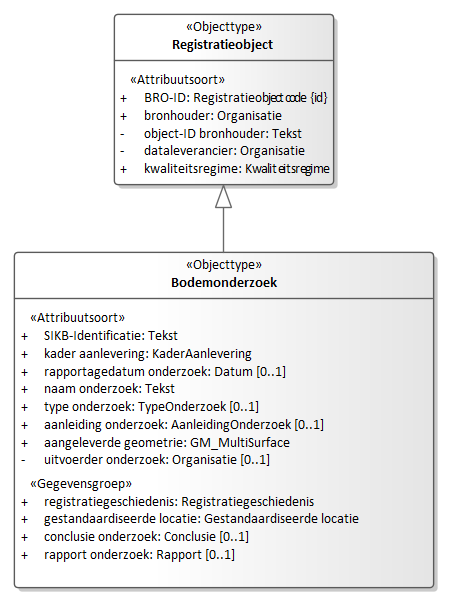 «Objecttype»
Registratieobject
«Attribuutsoort»
+ BRO-ID: Registratieobjectcode {id}
+ bronhouder: Organisatie
- object-ID bronhouder: Tekst
- dataleverancier: Organisatie
+ kwaliteitsregime: Kwaliteitsregime
«Objecttype»
Bodemonderzoek
«Attribuutsoort»
+ SIKB-Identificatie: Tekst
+ kader aanlevering: KaderAanlevering
+ rapportagedatum onderzoek: Datum [0..1]
+ naam onderzoek: Tekst
+ type onderzoek: TypeOnderzoek [0..1]
+ aanleiding onderzoek: AanleidingOnderzoek [0..1]
+ aangeleverde geometrie: GM_MultiSurface
- uitvoerder onderzoek: Organisatie [0..1]
«Gegevensgroep»
+ registratiegeschiedenis: Registratiegeschiedenis
+ gestandaardiseerde locatie: Gestandaardiseerde locatie
+ conclusie onderzoek: Conclusie [0..1]
+ rapport onderzoek: Rapport [0..1]